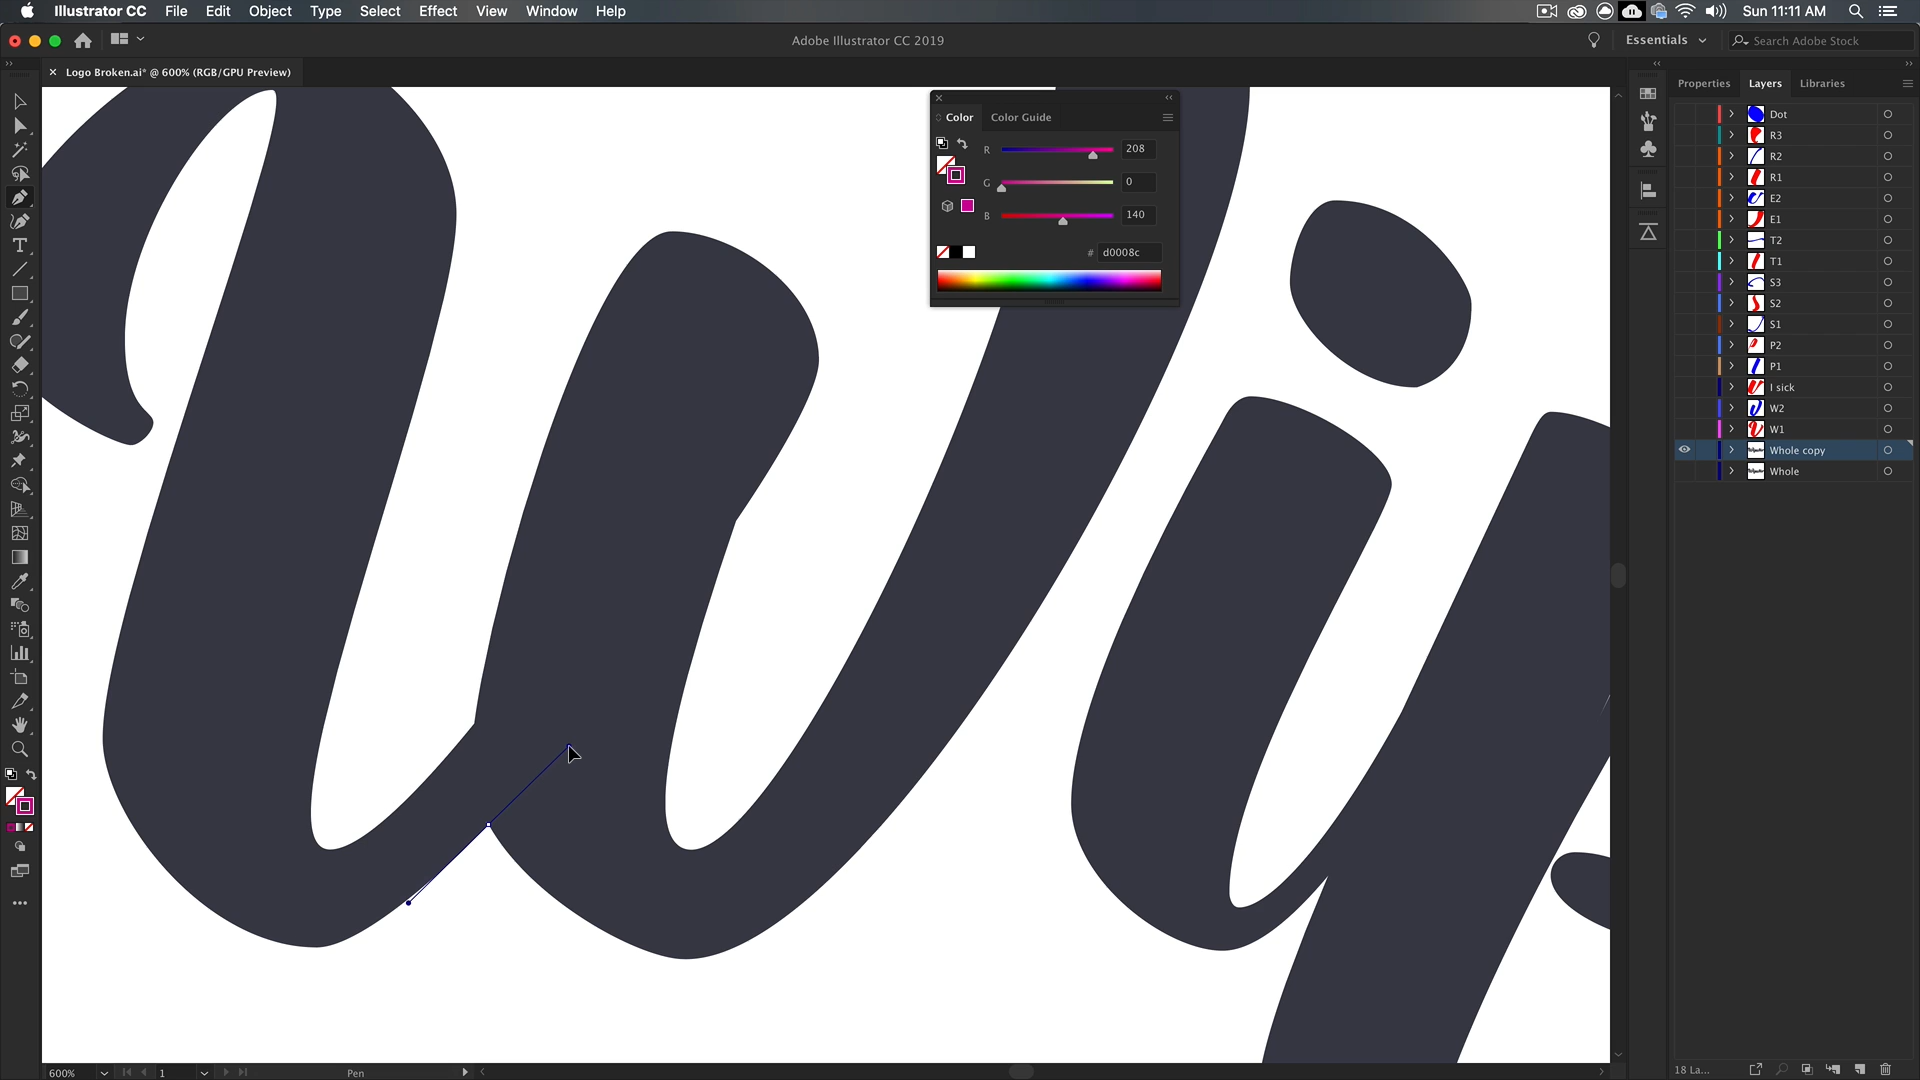 Illustrator CC File Edit Object Type Select Effect View Window Help Sun 11:11 AM
Adobe Illustrator CC 2019 Essentials Search Adobe Stock
Logo Broken.ai* @ 600% (RGB/GPU Preview)
Properties Layers Libraries
Color Color Guide
R 208
G 0
B 140
# d0008c
Dot
R3
R2
R1
E2
E1
T2
T1
S3
S2
S1
P2
P1
I sick
W2
W1
Whole copy
Whole
Wi
600% 1 Pen 18 La...